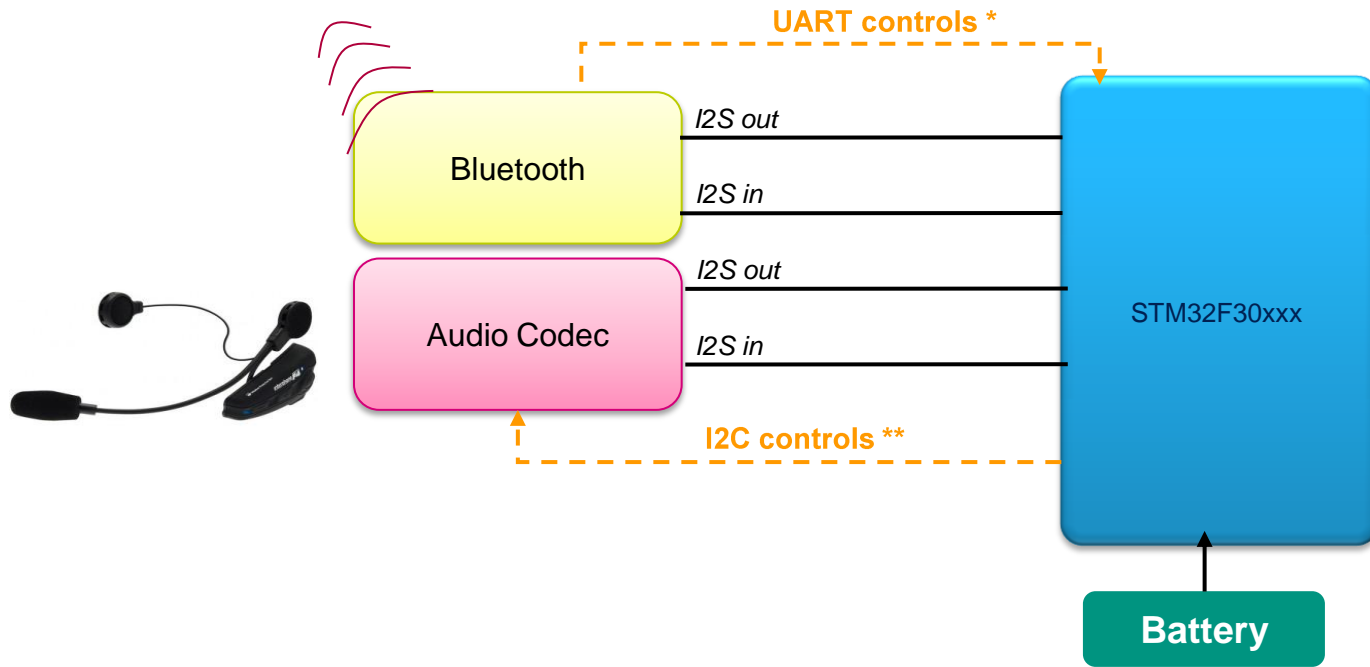 UART controls *
I2S out
Bluetooth
I2S in
I2S out
Audio Codec
STM32F30xxx
I2S in
I2C controls **
Battery